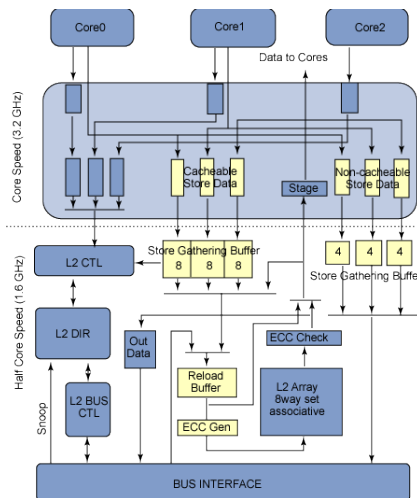 Core0
Core1
Core2
Data to Cores
Core Speed (3.2 GHz)
Cacheable
Store Data
Stage
Non-cacheable
Store Data
Half Core Speed (1.6 GHz)
L2 CTL
Store Gathering Buffer
8
8
8
4
4
4
Store Gathering Buffe
L2 DIR
Out
Data
ECC Check
Reload
Buffer
L2 Array
8way set
associative
Snoop
L2 BUS
CTL
ECC Gen
BUS INTERFACE